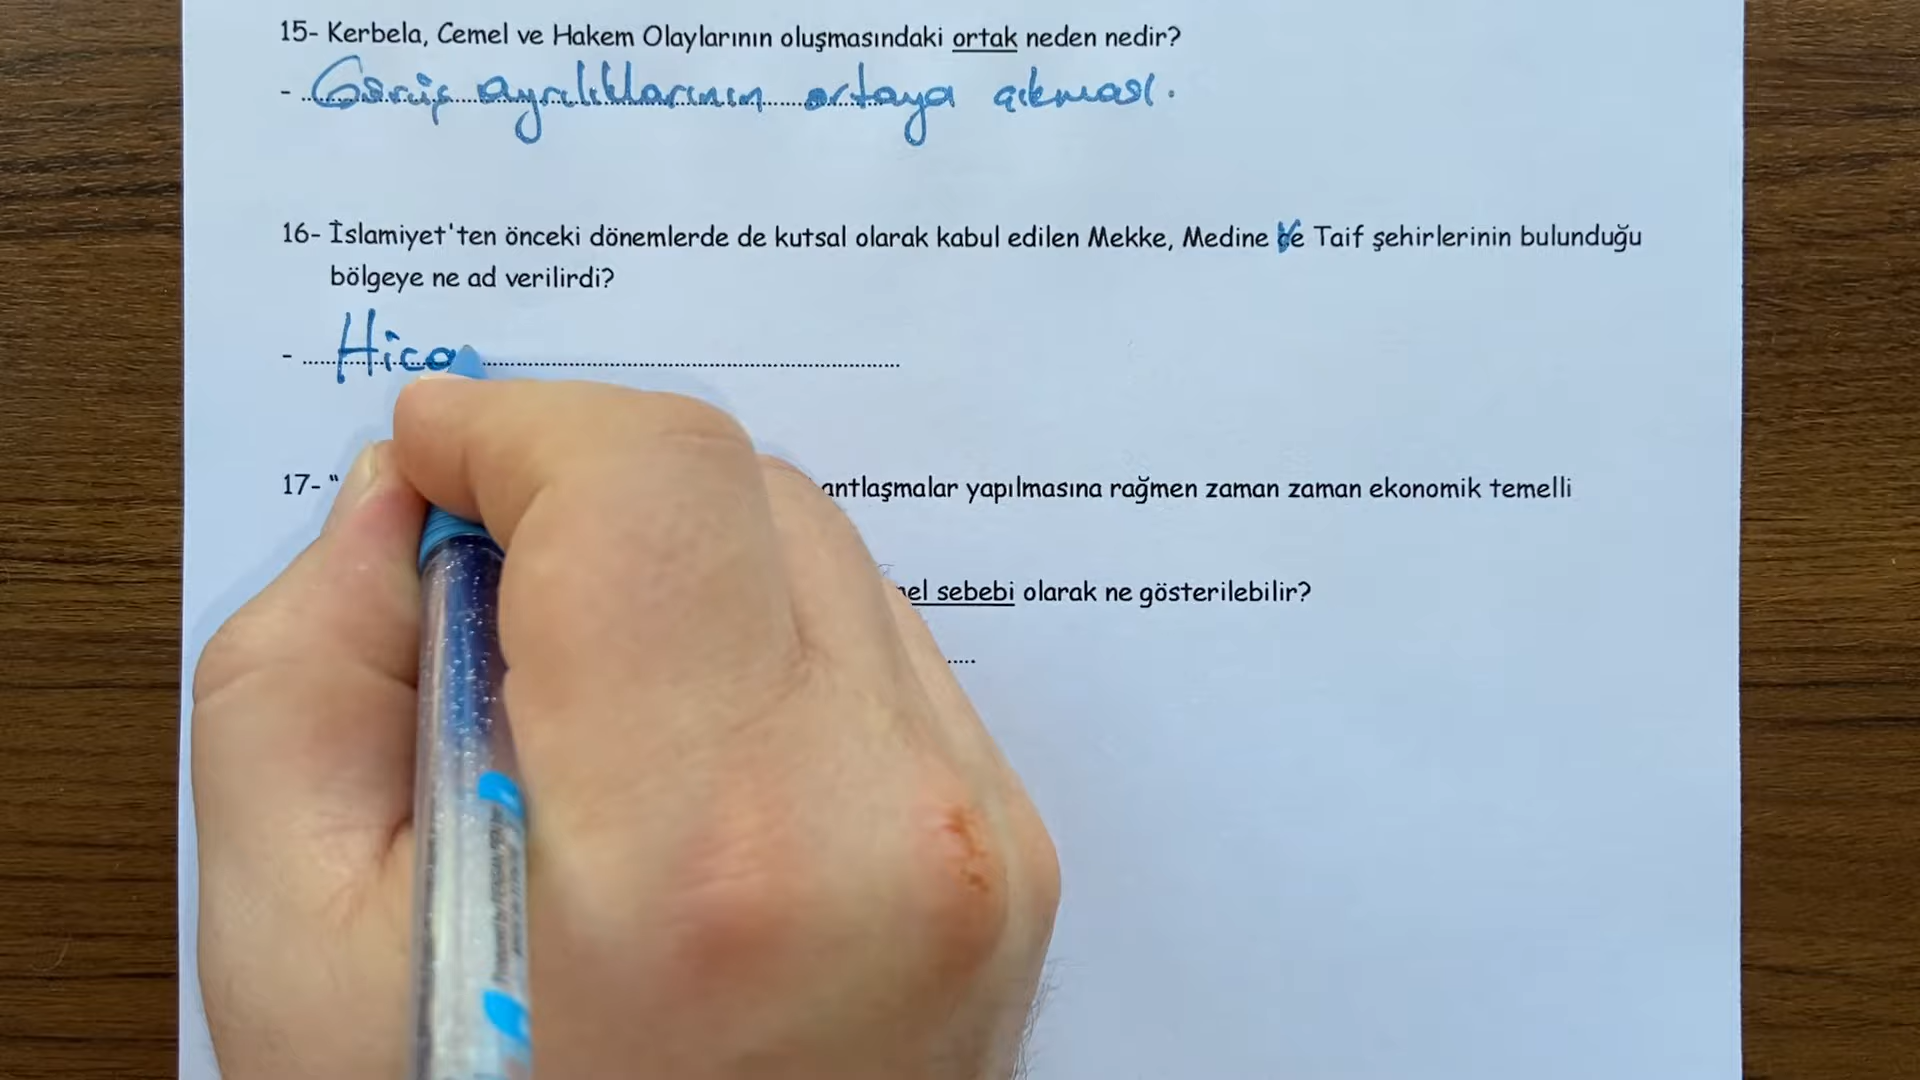 15- Kerbela, Cemel ve Hakem Olaylarının oluşmasındaki ortak neden nedir?
- Görüş ayrılıklarının ortaya çıkması.
16- İslamiyet'ten önceki dönemlerde de kutsal olarak kabul edilen Mekke, Medine ve Taif şehirlerinin bulunduğu
bölgeye ne ad verilirdi?
- Hica
17- " antlaşmalar yapılmasına rağmen zaman zaman ekonomik temelli
sebebi olarak ne gösterilebilir?